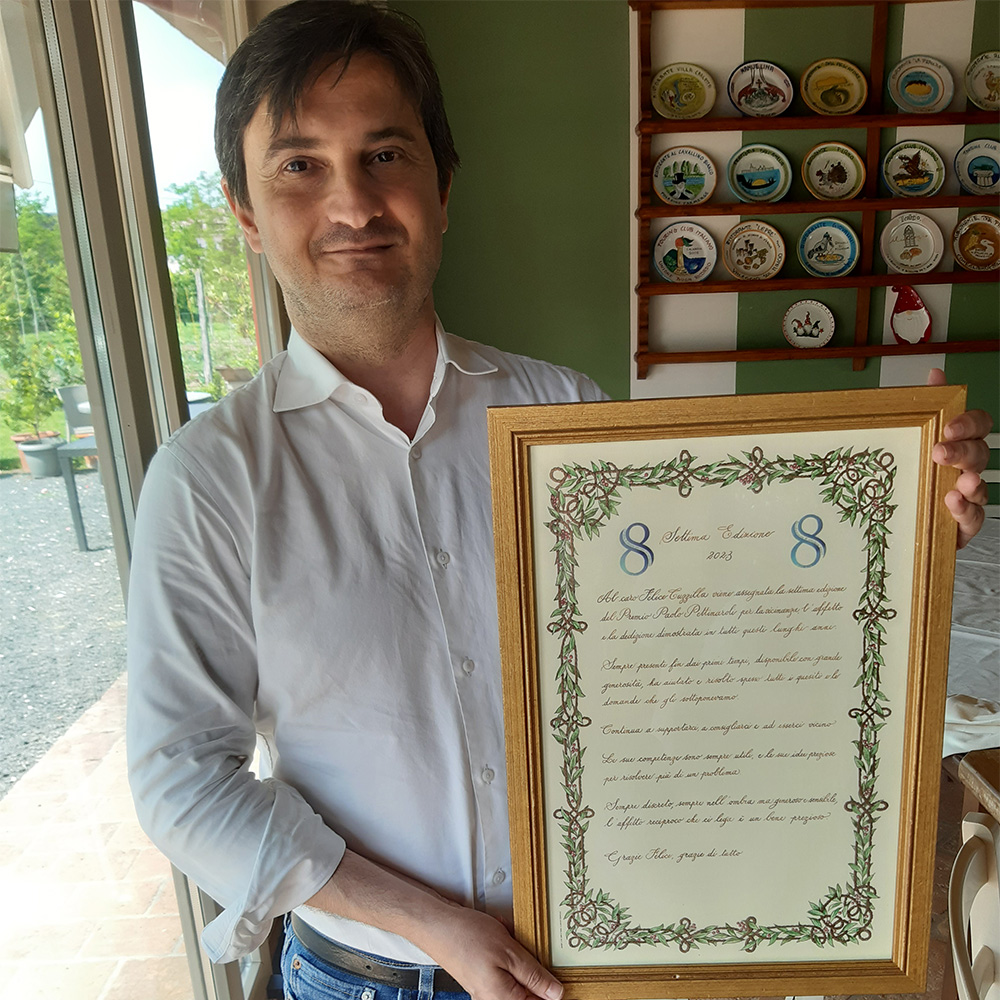 8 Settima Edizione 8
2023
Al caro Felice Cuzzilla viene assegnata la settima edizione
del Premio Paolo Pettinaroli per la vicinanza, l'affetto
e la dedizione dimostrata in tutti questi lunghi anni.
Sempre presente fin dai primi tempi, disponibile con grande
generosità, ha aiutato e risolto spesso tutti i quesiti e le
domande che gli sottoponevamo.
Continua a supportarci, a consigliarci e ad esserci vicino.
Le sue competenze sono sempre utili, e le sue idee preziose
per risolvere più di un problema.
Sempre discreto, sempre nell'ombra ma generoso e sensibile,
l'affetto reciproco che ci lega è un bene prezioso.
Grazie Felice, grazie di tutto
TOURING CLUB ITALIANO